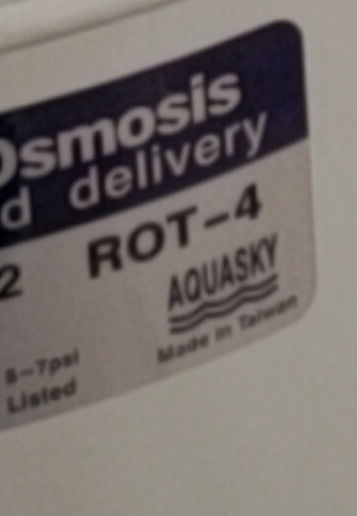 Osmosis
d delivery
2 ROT-4
AQUASKY
Made in Taiwan
5-7psi
Listed